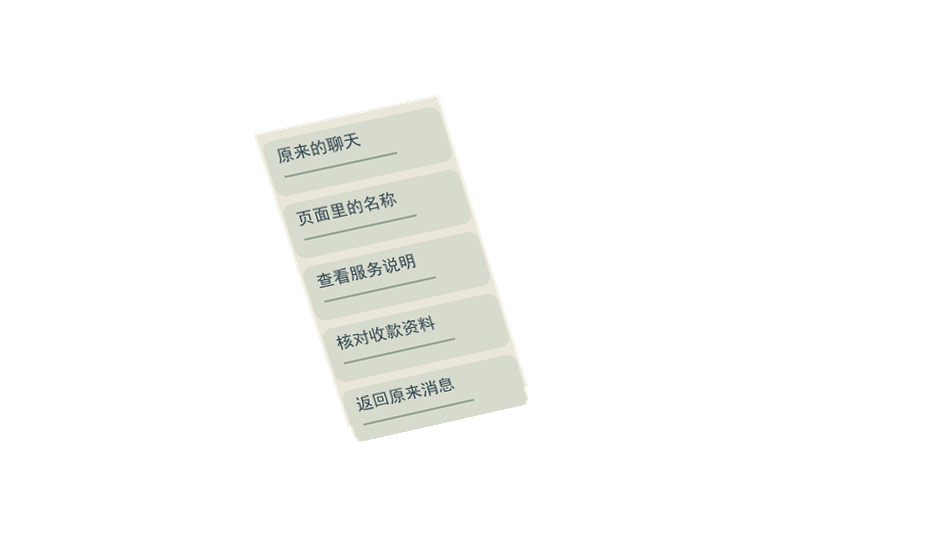 原来的聊天
页面里的名称
查看服务说明
核对收款资料
返回原来消息